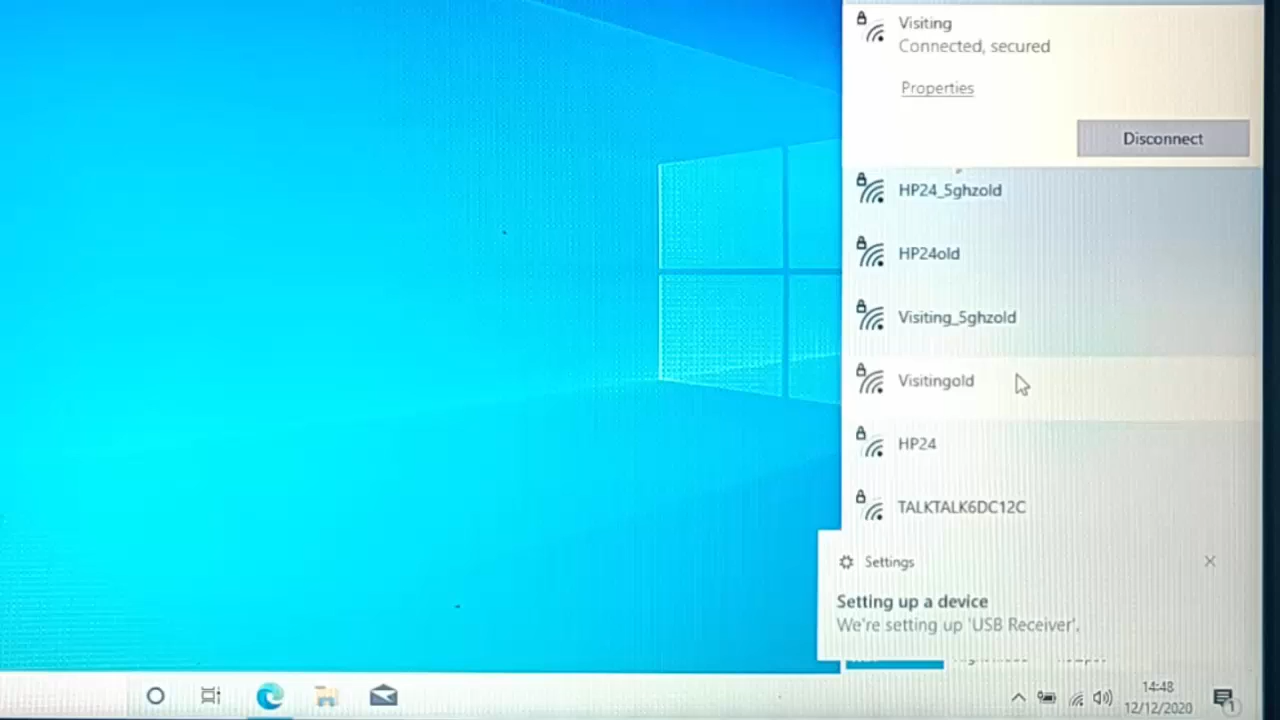 Visiting
Connected, secured
Properties
Disconnect
HP24_5ghzold
HP24old
Visiting_5ghzold
Visitingold
HP24
TALKTALK6DC12C
Settings
Setting up a device
We're setting up 'USB Receiver'.
14:48
12/12/2020
1